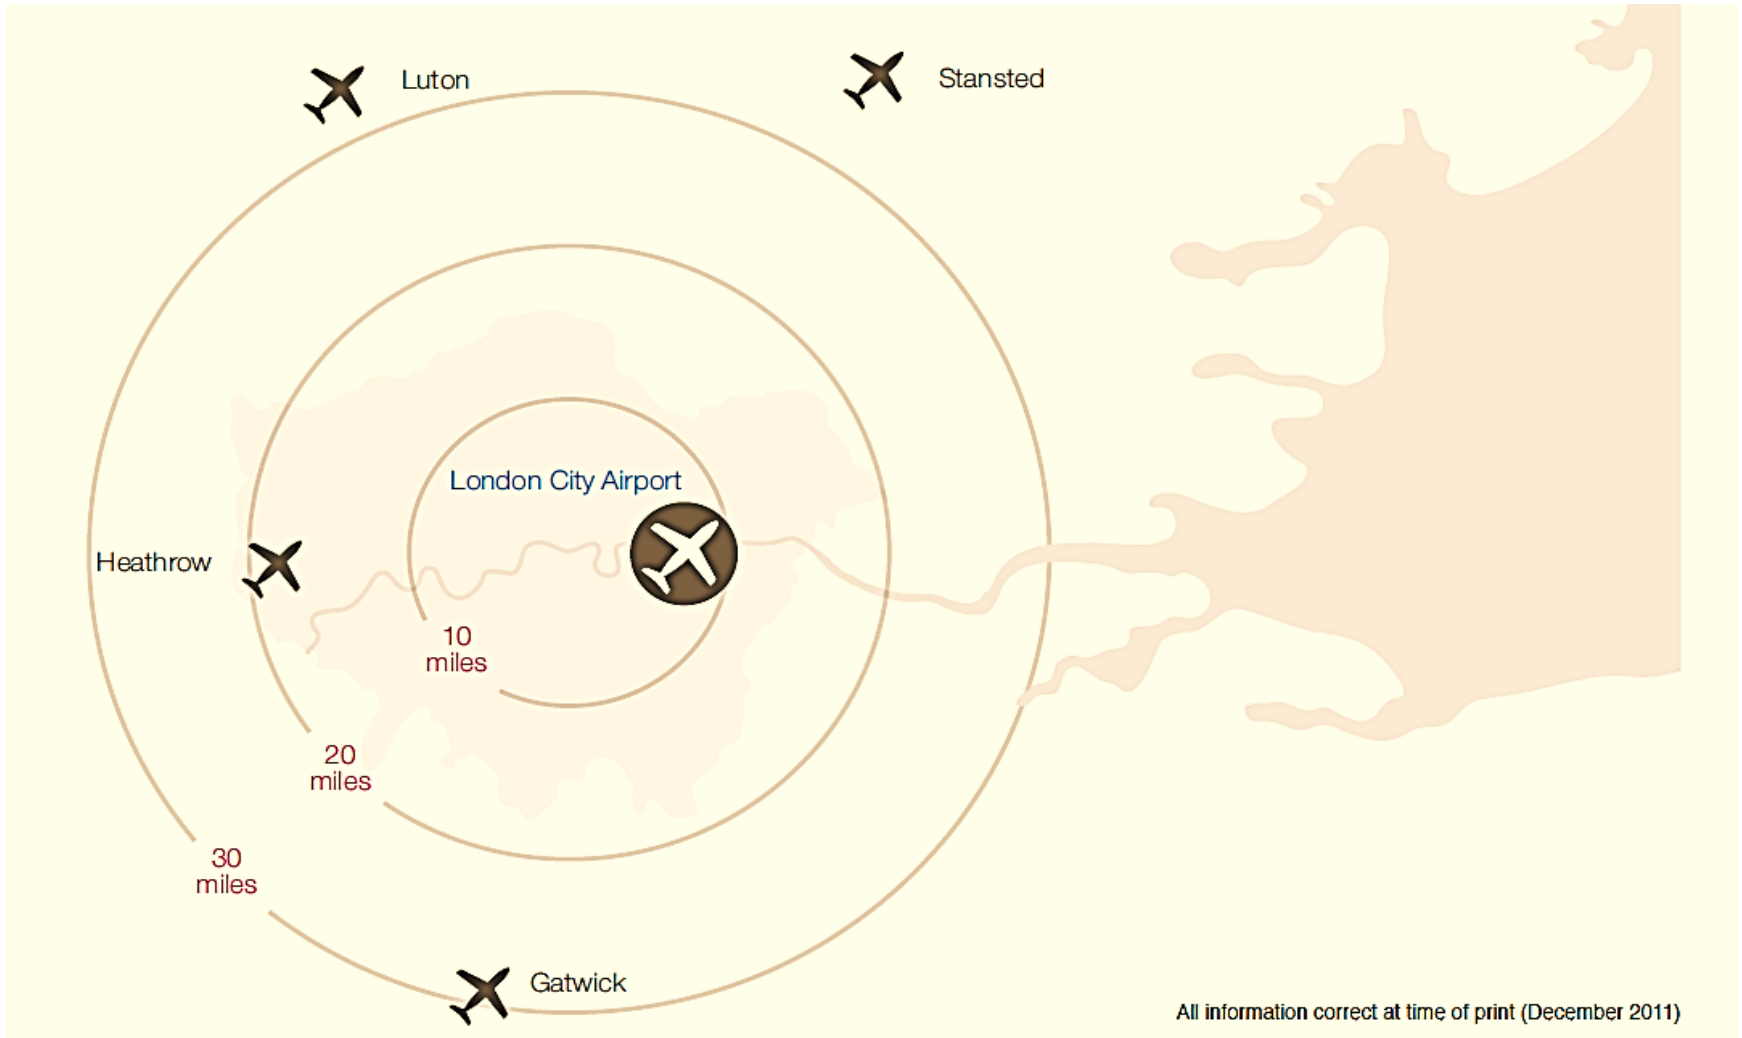 Luton
Stansted
London City Airport
Heathrow
10
miles
20
miles
30
miles
Gatwick
All information correct at time of print (December 2011)